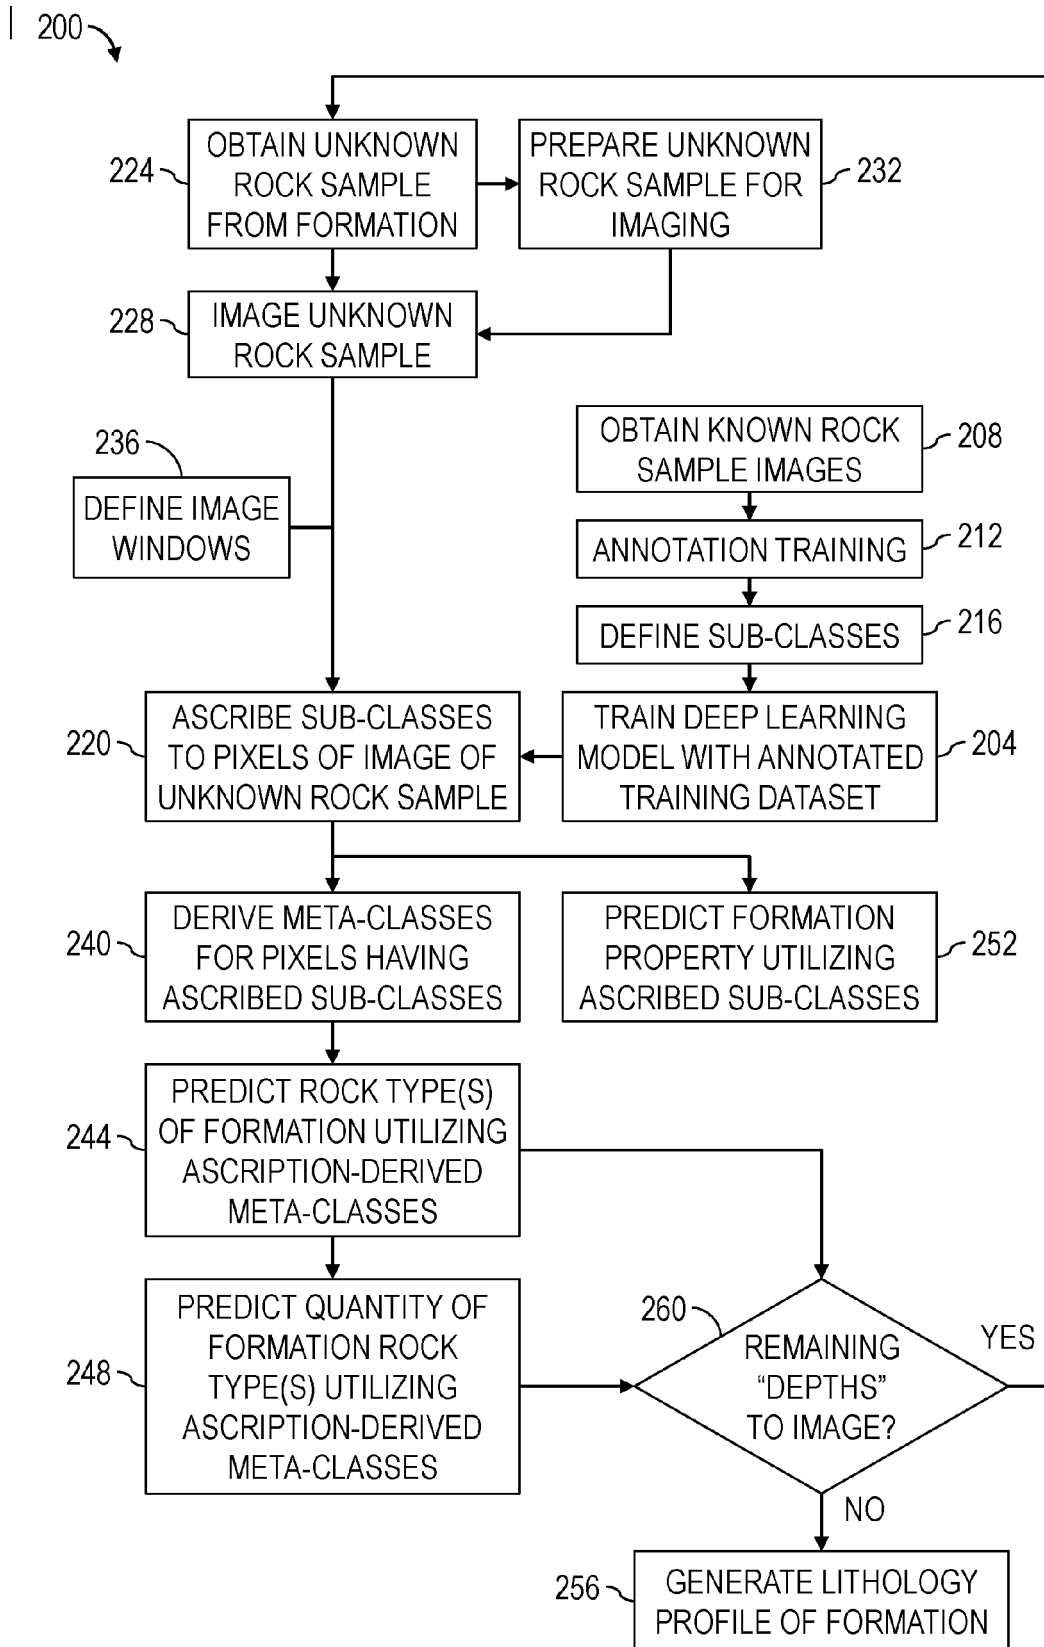 200
224
OBTAIN UNKNOWN
ROCK SAMPLE
FROM FORMATION
PREPARE UNKNOWN
ROCK SAMPLE FOR
IMAGING
232
228
IMAGE UNKNOWN
ROCK SAMPLE
236
DEFINE IMAGE
WINDOWS
OBTAIN KNOWN ROCK
SAMPLE IMAGES
208
ANNOTATION TRAINING
212
DEFINE SUB-CLASSES
216
220
ASCRIBE SUB-CLASSES
TO PIXELS OF IMAGE OF
UNKNOWN ROCK SAMPLE
TRAIN DEEP LEARNING
MODEL WITH ANNOTATED
TRAINING DATASET
204
240
DERIVE META-CLASSES
FOR PIXELS HAVING
ASCRIBED SUB-CLASSES
PREDICT FORMATION
PROPERTY UTILIZING
ASCRIBED SUB-CLASSES
252
244
PREDICT ROCK TYPE(S)
OF FORMATION UTILIZING
ASCRIPTION-DERIVED
META-CLASSES
248
PREDICT QUANTITY OF
FORMATION ROCK
TYPE(S) UTILIZING
ASCRIPTION-DERIVED
META-CLASSES
260
REMAINING
“DEPTHS”
TO IMAGE?
YES
NO
256
GENERATE LITHOLOGY
PROFILE OF FORMATION